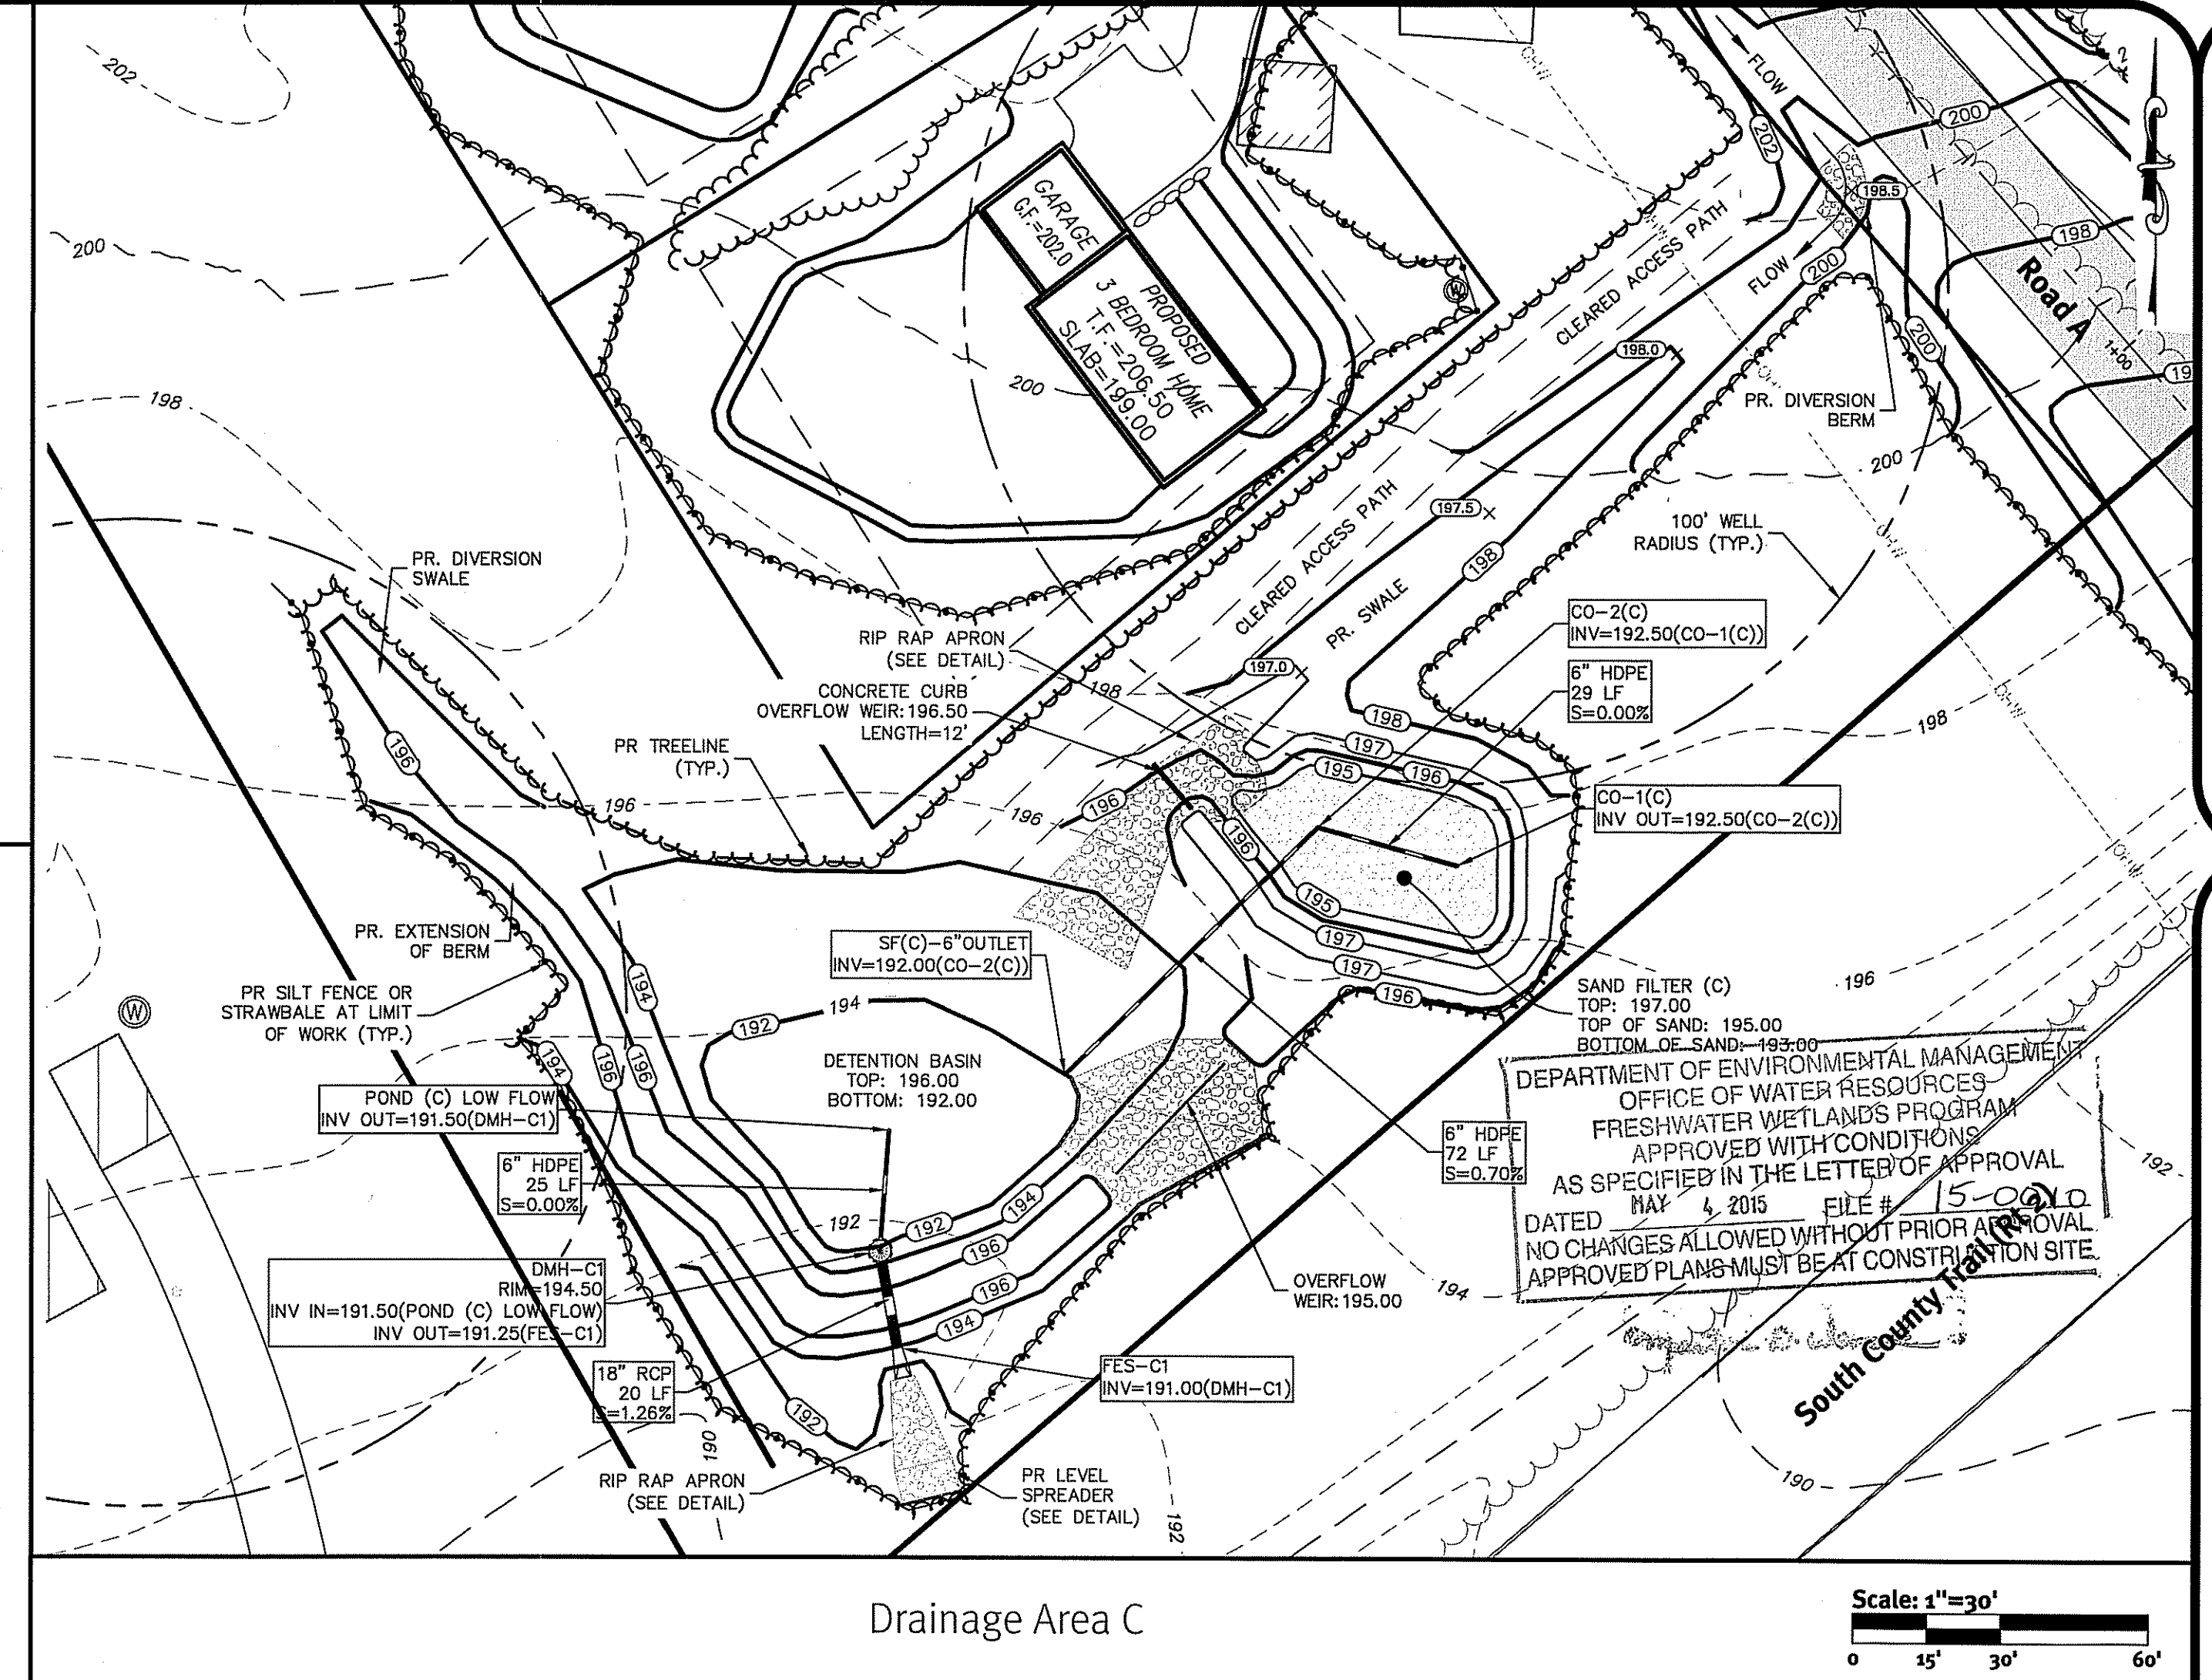 202
FLOW
200
202
198.5
198
Road A
1+00
GARAGE
G.F=202.0
PROPOSED
3 BEDROOM HOME
T.F.=206.50
SLAB=199.00
CLEARED ACCESS PATH
FLOW
200
200
200
198
200
198.0
PR. DIVERSION
BERM
200
197.5
100' WELL
RADIUS (TYP.)
CLEARED ACCESS PATH
PR. SWALE
198
PR. DIVERSION
SWALE
RIP RAP APRON
(SEE DETAIL)
197.0
198
CONCRETE CURB
OVERFLOW WEIR:196.50
LENGTH=12'
PR TREELINE
(TYP.)
CO-2(C)
INV=192.50(CO-1(C))
6" HDPE
29 LF
S=0.00%
198
198
197
195
196
196
196
196
196
CO-1(C)
INV OUT=192.50(CO-2(C))
196
195
197
197
196
PR. EXTENSION
OF BERM
SF(C)-6"OUTLET
INV=192.00(CO-2(C))
PR SILT FENCE OR
STRAWBALE AT LIMIT
OF WORK (TYP.)
W
194
194
192
194
196
196
DETENTION BASIN
TOP: 196.00
BOTTOM: 192.00
SAND FILTER (C)
TOP: 197.00
TOP OF SAND: 195.00
BOTTOM OF SAND: 193.00
196
DEPARTMENT OF ENVIRONMENTAL MANAGEMENT
OFFICE OF WATER RESOURCES
FRESHWATER WETLANDS PROGRAM
APPROVED WITH CONDITIONS
AS SPECIFIED IN THE LETTER OF APPROVAL
DATED MAY 4 2015 FILE #
NO CHANGES ALLOWED WITHOUT PRIOR APPROVAL.
APPROVED PLANS MUST BE AT CONSTRUCTION SITE.
192
POND (C) LOW FLOW
INV OUT=191.50(DMH-C1)
6" HDPE
25 LF
S=0.00%
6" HDPE
72 LF
S=0.70%
192
192
194
196
196
194
DMH-C1
RIM=194.50
INV IN=191.50(POND (C) LOW FLOW)
INV OUT=191.25(FES-C1)
OVERFLOW
WEIR:195.00
194
18" RCP
20 LF
S=1.26%
FES-C1
INV=191.00(DMH-C1)
South County Trail (Rt 2)
192
190
RIP RAP APRON
(SEE DETAIL)
PR LEVEL
SPREADER
(SEE DETAIL)
192
190
Drainage Area C
Scale: 1"=30'
0 15' 30' 60'